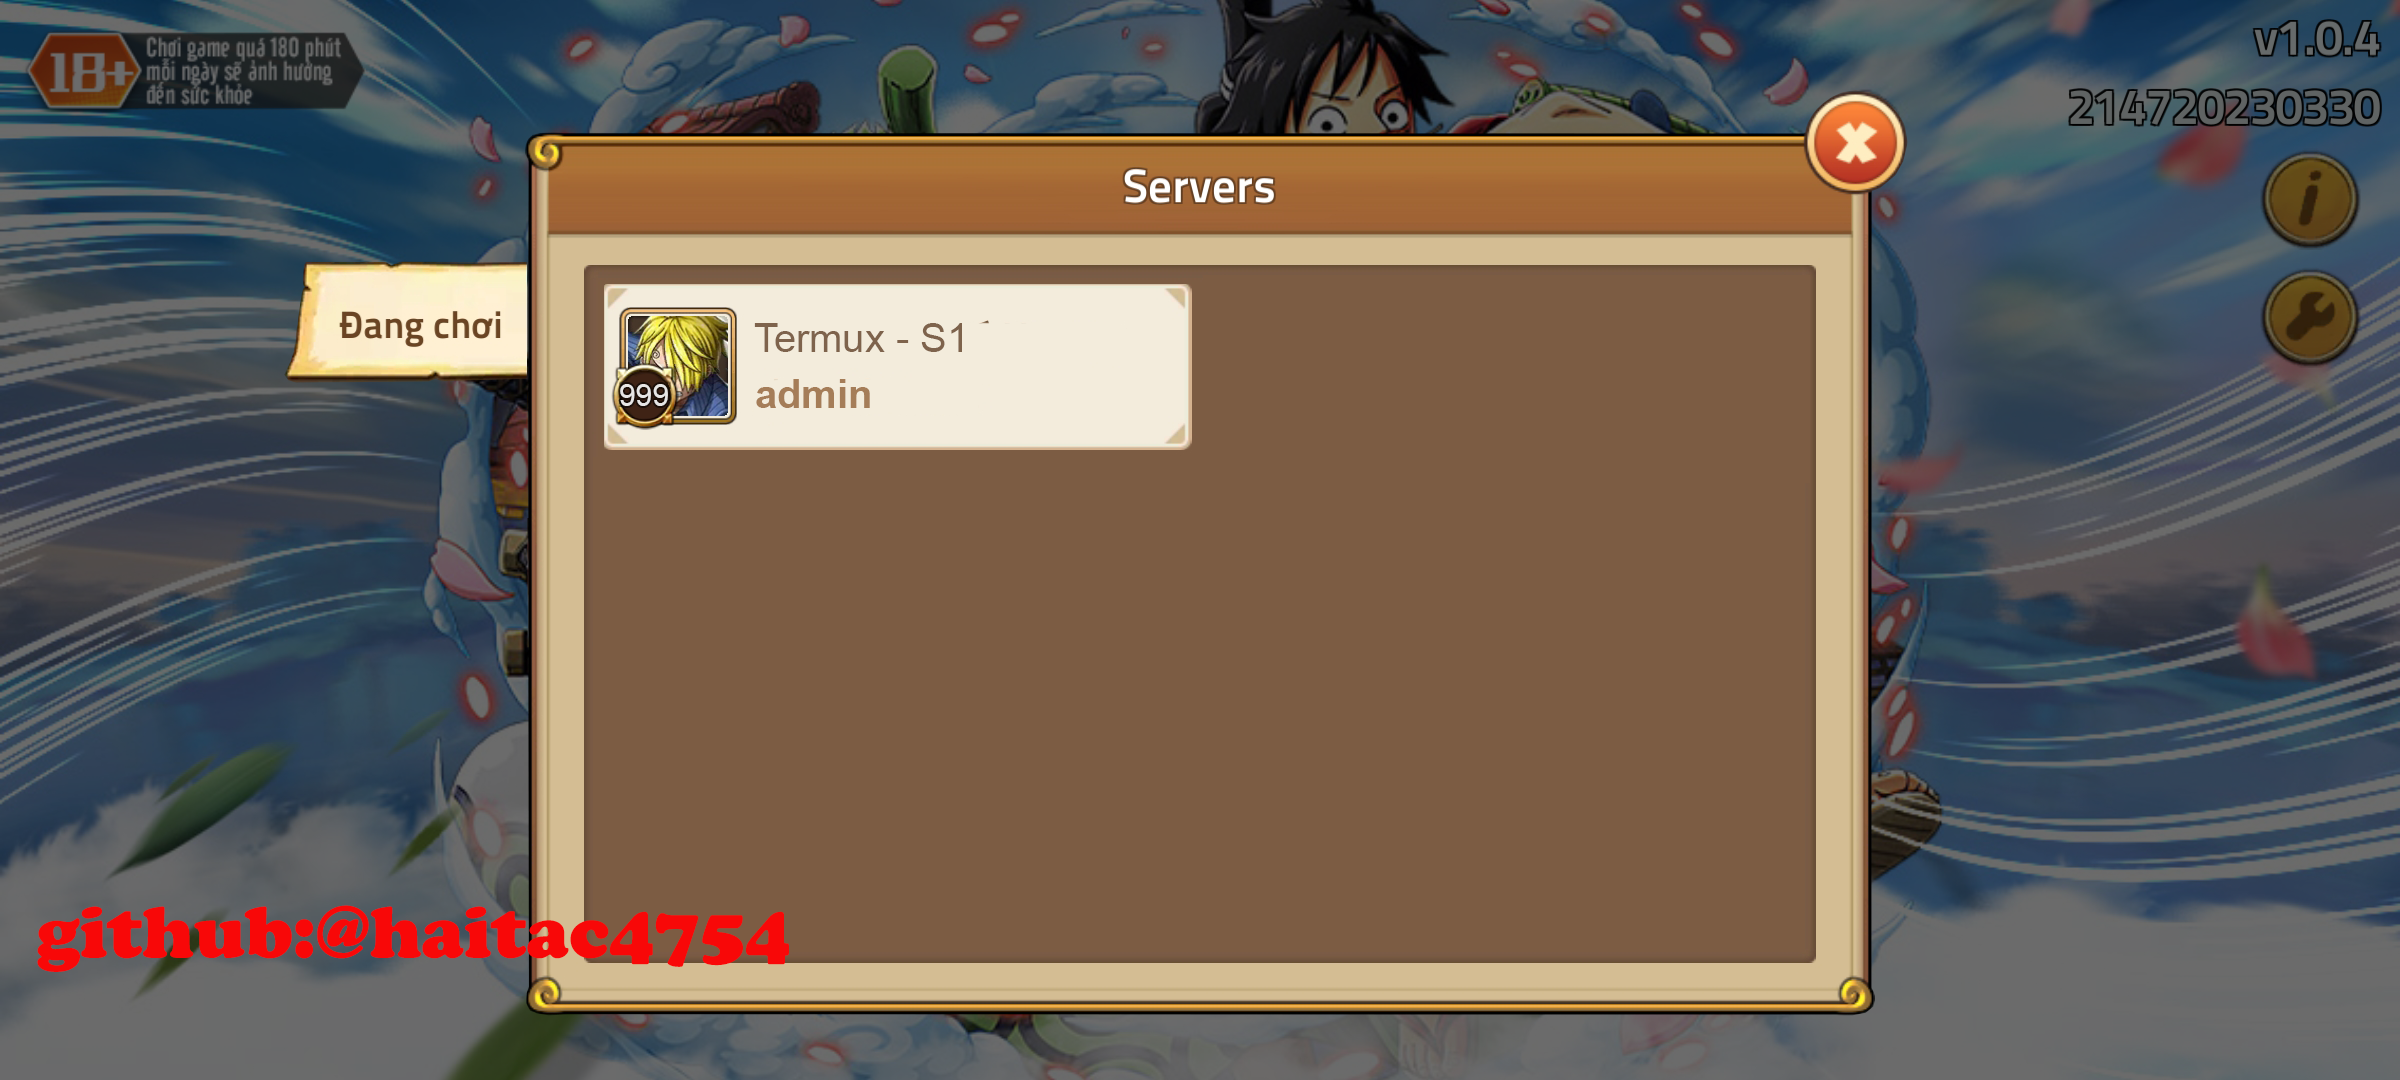 18+
Chơi game quá 180 phút
mỗi ngày sẽ ảnh hưởng
đến sức khỏe
v1.0.4
214720230330
Servers
Đang chơi
Termux - S1
999
admin
github:@haitac4754